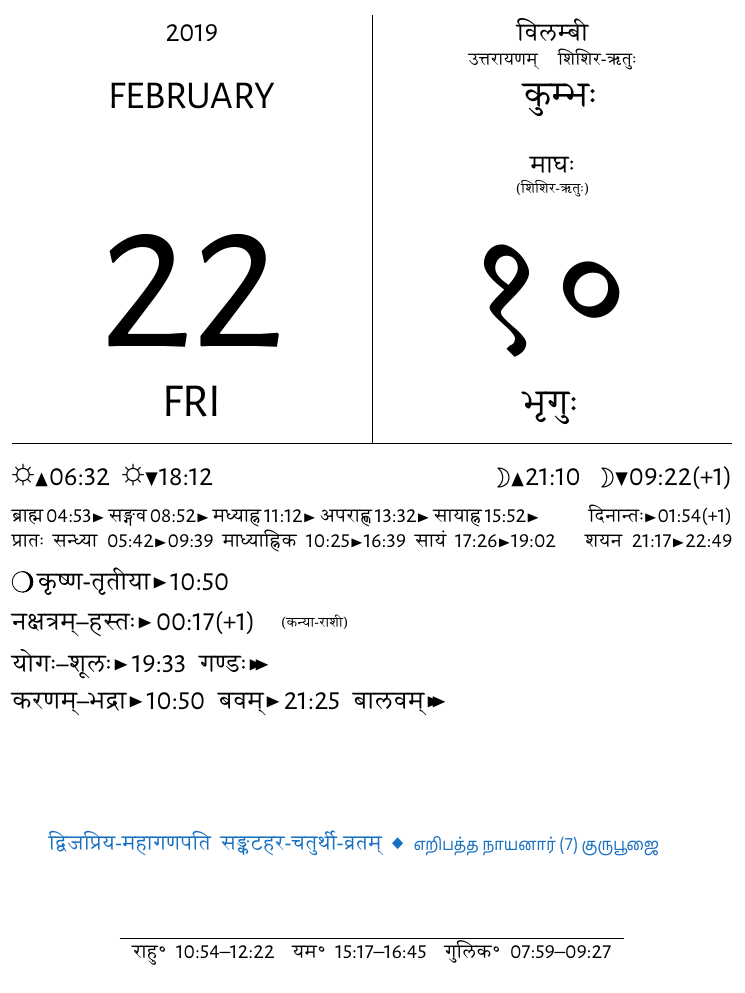 2019
FEBRUARY
22
FRI
विलम्बी
उत्तरायणम् शिशिर-ऋतुः
कुम्भः
माघः
(शिशिर-ऋतुः)
१०
भृगुः
☼▲06:32 ☼▼18:12 ☽▲21:10 ☽▼09:22(+1)
ब्राह्म 04:53► सङ्गव 08:52► मध्याह्न 11:12► अपराह्ण 13:32► सायाह्न 15:52► दिनान्तः►01:54(+1)
प्रातः सन्ध्या 05:42►09:39 माध्याह्निक 10:25►16:39 सायं 17:26►19:02 शयन 21:17►22:49
❍ कृष्ण-तृतीया►10:50
नक्षत्रम्–हस्तः► 00:17(+1) (कन्या-राशी)
योगः–शूलः►19:33 गण्डः►►
करणम्–भद्रा►10:50 बवम्►21:25 बालवम्►►
द्विजप्रिय-महागणपति सङ्कटहर-चतुर्थी-व्रतम् ◆ எறிபத்த நாயனார் (7) குருபூஜை
राहु° 10:54–12:22 यम° 15:17–16:45 गुलिक° 07:59–09:27